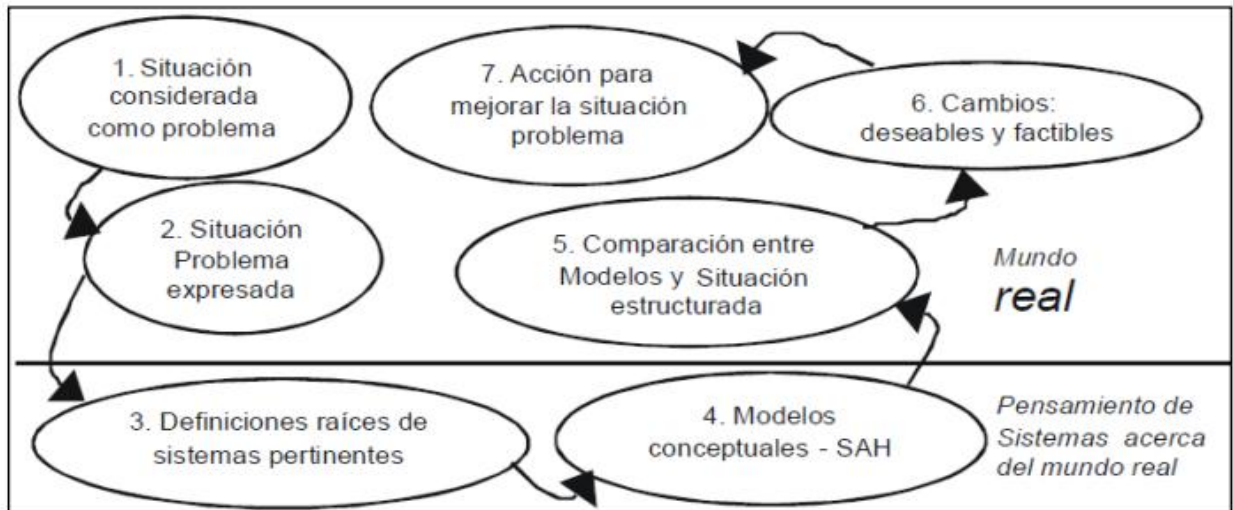 1. Situación
considerada
como problema
2. Situación
Problema
expresada
3. Definiciones raíces de
sistemas pertinentes
4. Modelos
conceptuales - SAH
5. Comparación entre
Modelos y Situación
estructurada
6. Cambios:
deseables y factibles
7. Acción para
mejorar la situación
problema
Mundo
real
Pensamiento de
Sistemas acerca
del mundo real